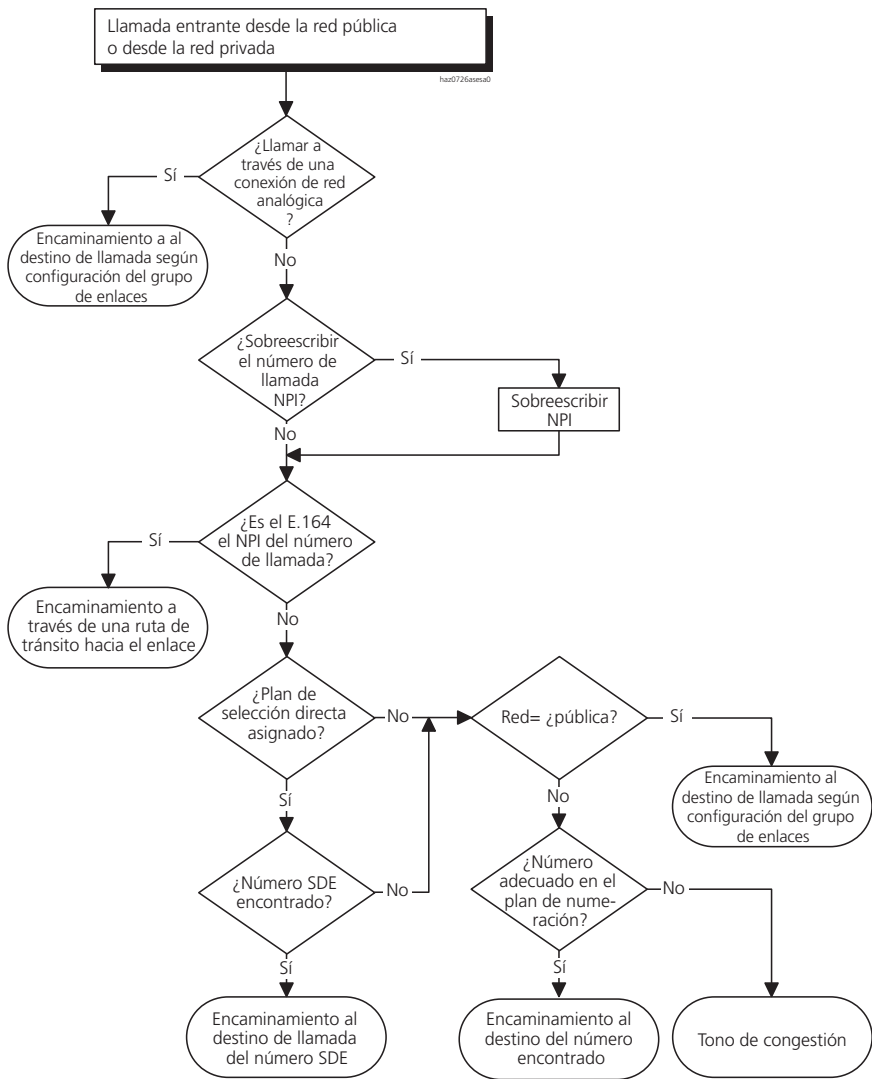 Llamada entrante desde la red pública
o desde la red privada
haz0726asesa0
¿Llamar a
través de una
conexión de red
analógica
?
Sí
Encaminamiento a al
destino de llamada según
configuración del grupo
de enlaces
No
¿Sobreescribir
el número de
llamada
NPI?
Sí
Sobreescribir
NPI
No
¿Es el E.164
el NPI del número
de llamada?
Sí
Encaminamiento a
través de una ruta de
tránsito hacia el enlace
No
¿Plan de
selección directa
asignado?
No
Red= ¿pública?
Sí
Encaminamiento al
destino de llamada según
configuración del grupo
de enlaces
Sí
No
¿Número SDE
encontrado?
No
¿Número
adecuado en el
plan de nume-
ración?
No
Sí
Sí
Encaminamiento al
destino de llamada
del número SDE
Encaminamiento al
destino del número
encontrado
Tono de congestión